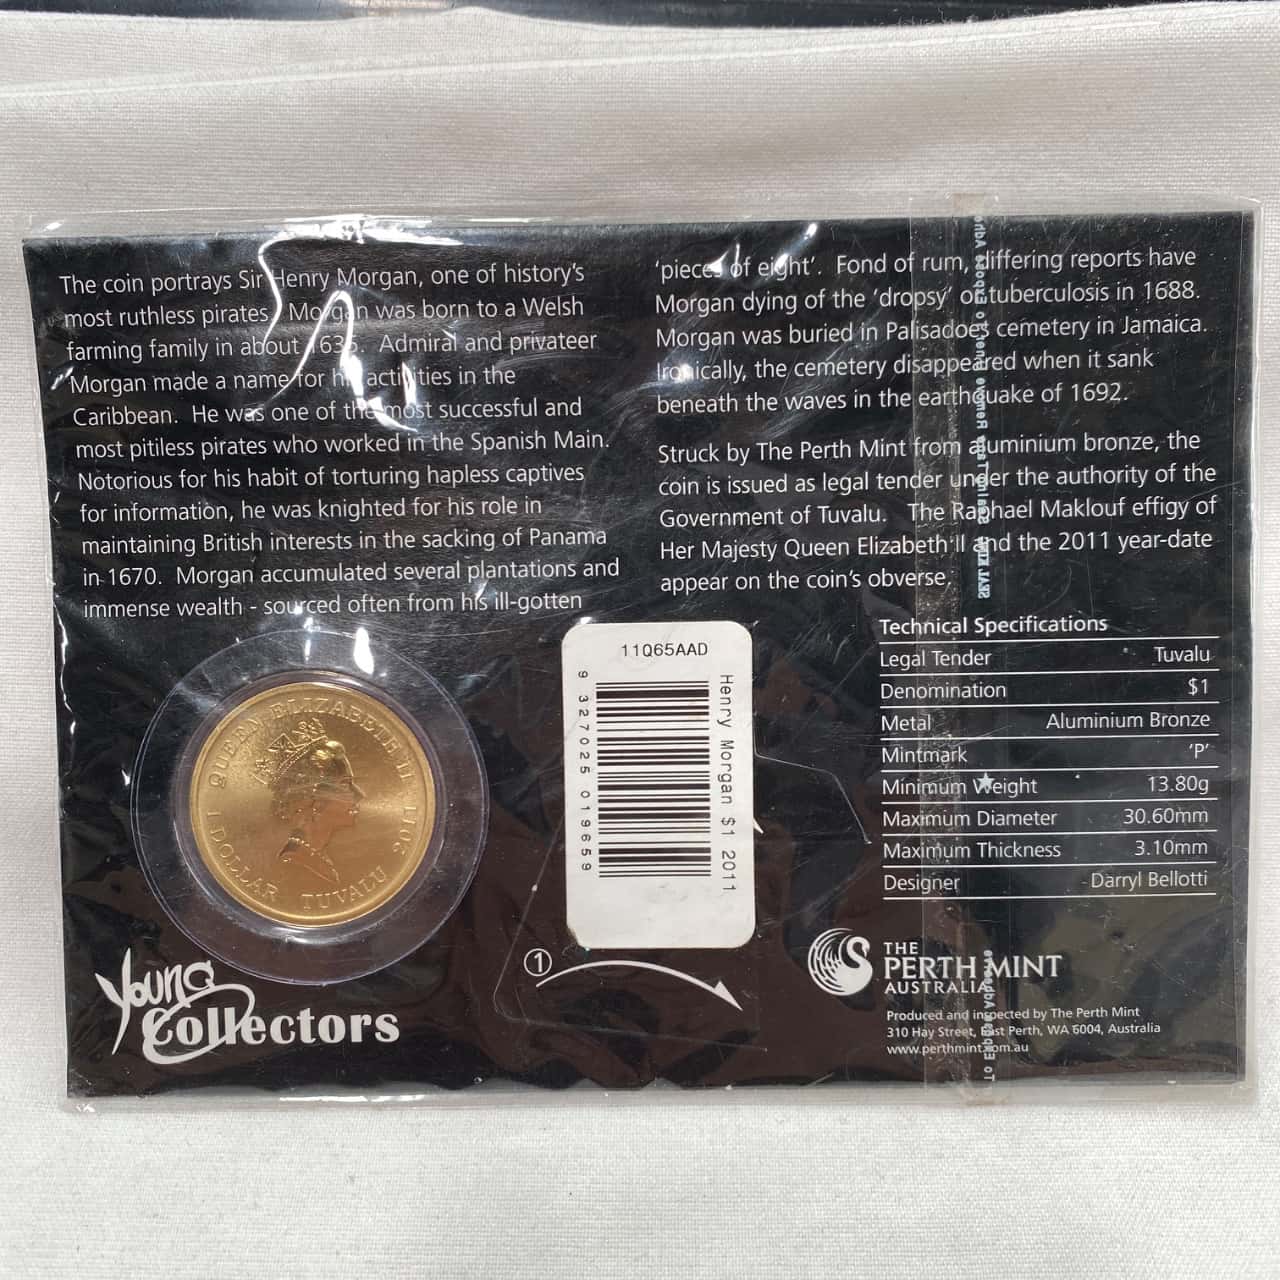 The coin portrays Sir Henry Morgan, one of history's
most ruthless pirates. Morgan was born to a Welsh
farming family in about 1635. Admiral and privateer
Morgan made a name for his activities in the
Caribbean. He was one of the most successful and
most pitiless pirates who worked in the Spanish Main.
Notorious for his habit of torturing hapless captives
for information, he was knighted for his role in
maintaining British interests in the sacking of Panama
in 1670. Morgan accumulated several plantations and
immense wealth - sourced often from his ill-gotten
'pieces of eight'. Fond of rum, differing reports have
Morgan dying of the 'dropsy' or tuberculosis in 1688.
Morgan was buried in Palisadoes cemetery in Jamaica.
Ironically, the cemetery disappeared when it sank
beneath the waves in the earthquake of 1692.
Struck by The Perth Mint from aluminium bronze, the
coin is issued as legal tender under the authority of the
Government of Tuvalu. The Raphael Maklouf effigy of
Her Majesty Queen Elizabeth II and the 2011 year-date
appear on the coin's obverse.
Technical Specifications
Legal Tender Tuvalu
Denomination $1
Metal Aluminium Bronze
Mintmark 'P'
Minimum Weight 13.80g
Maximum Diameter 30.60mm
Maximum Thickness 3.10mm
Designer Darryl Bellotti
QUEEN ELIZABETH II 2011
1 DOLLAR TUVALU
11Q65AAD
Henry Morgan $1 2011
9 327025 019659
1
Young
Collectors
THE
PERTH MINT
AUSTRALIA
Produced and inspected by The Perth Mint
310 Hay Street, East Perth, WA 6004, Australia
www.perthmint.com.au